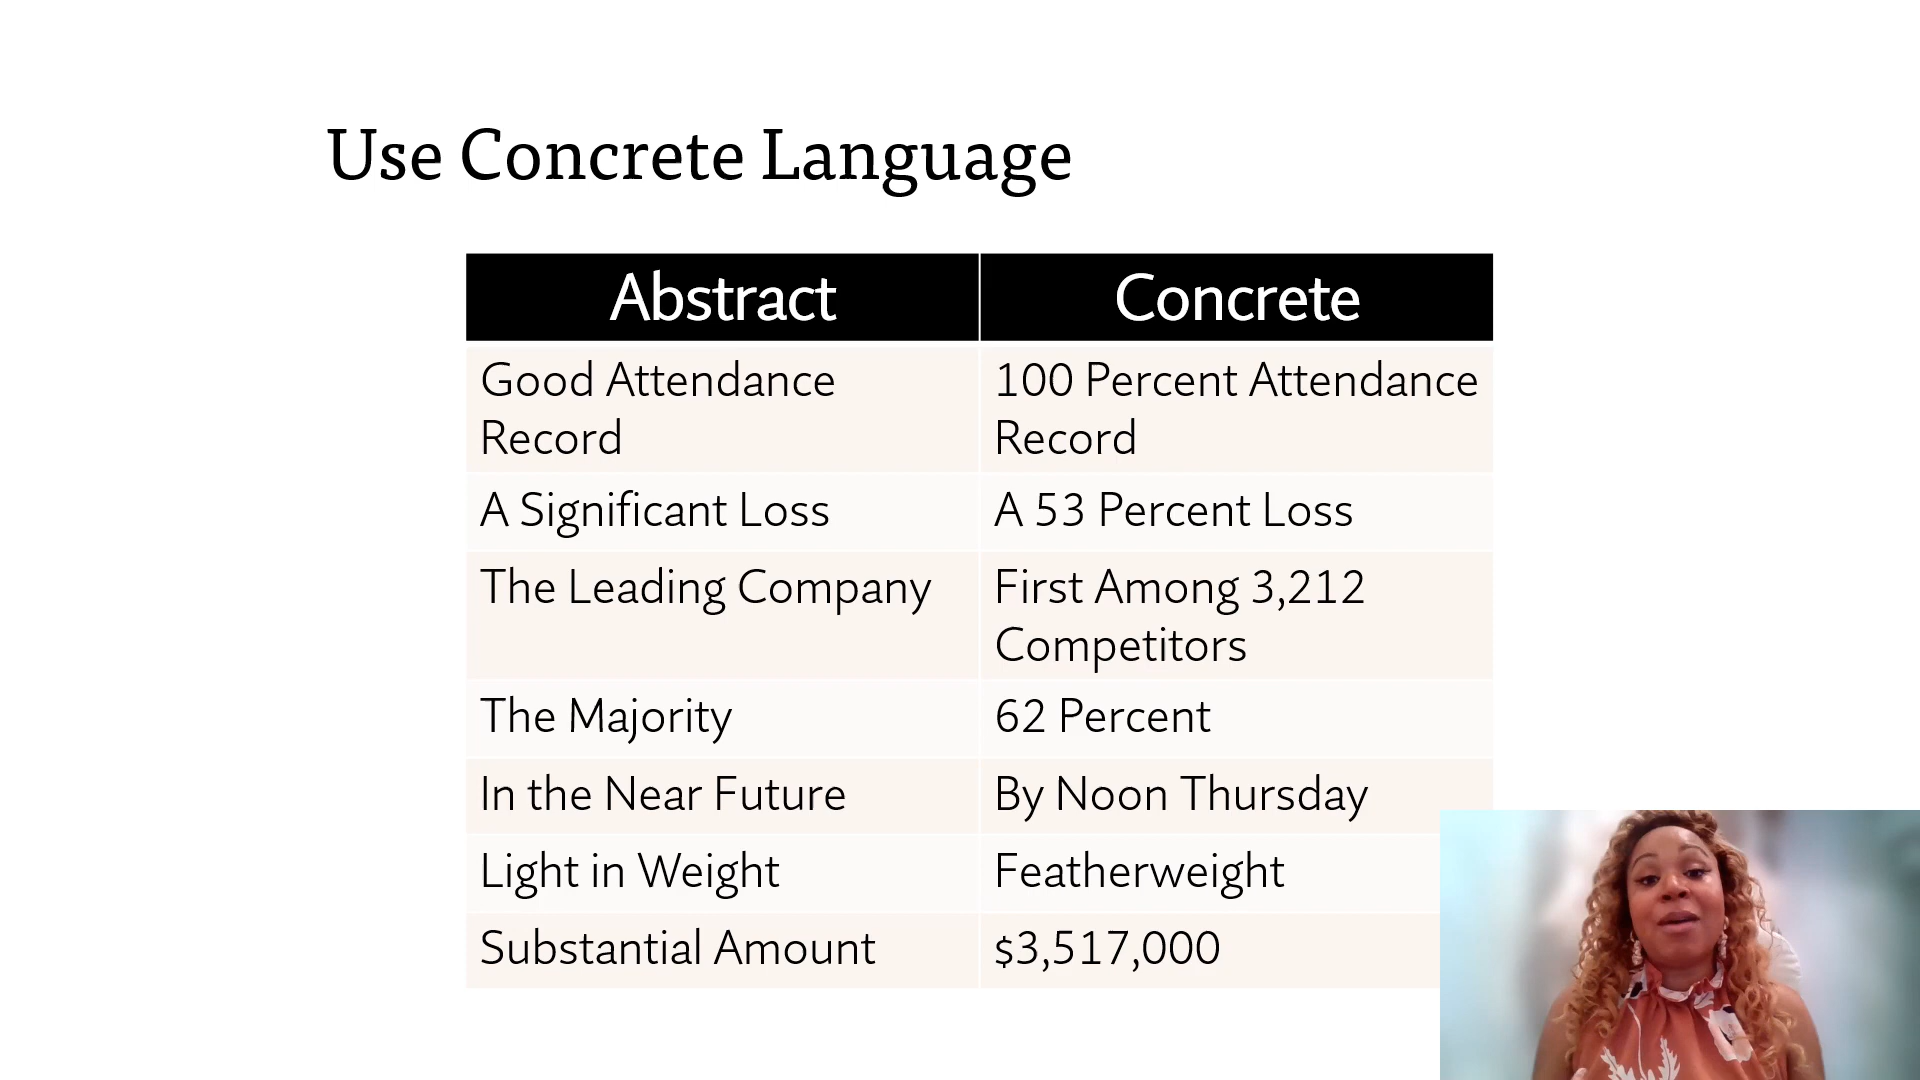 Use Concrete Language
Abstract
Concrete
Good Attendance
Record
100 Percent Attendance
Record
A Significant Loss
A 53 Percent Loss
The Leading Company
First Among 3,212
Competitors
The Majority
62 Percent
In the Near Future
By Noon Thursday
Light in Weight
Featherweight
Substantial Amount
$3,517,000